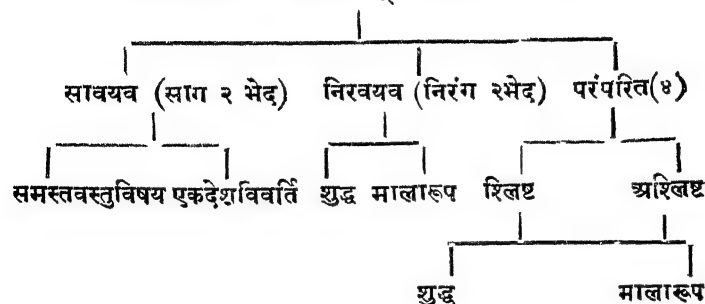 सावयव (सांग २ भेद) निरवयव (निरंग २भेद) परंपरित(४)
समस्तवस्तुविषय एकदेशविवर्ति शुद्ध मालारूप श्लिष्ट अश्लिष्ट
शुद्ध मालारूप